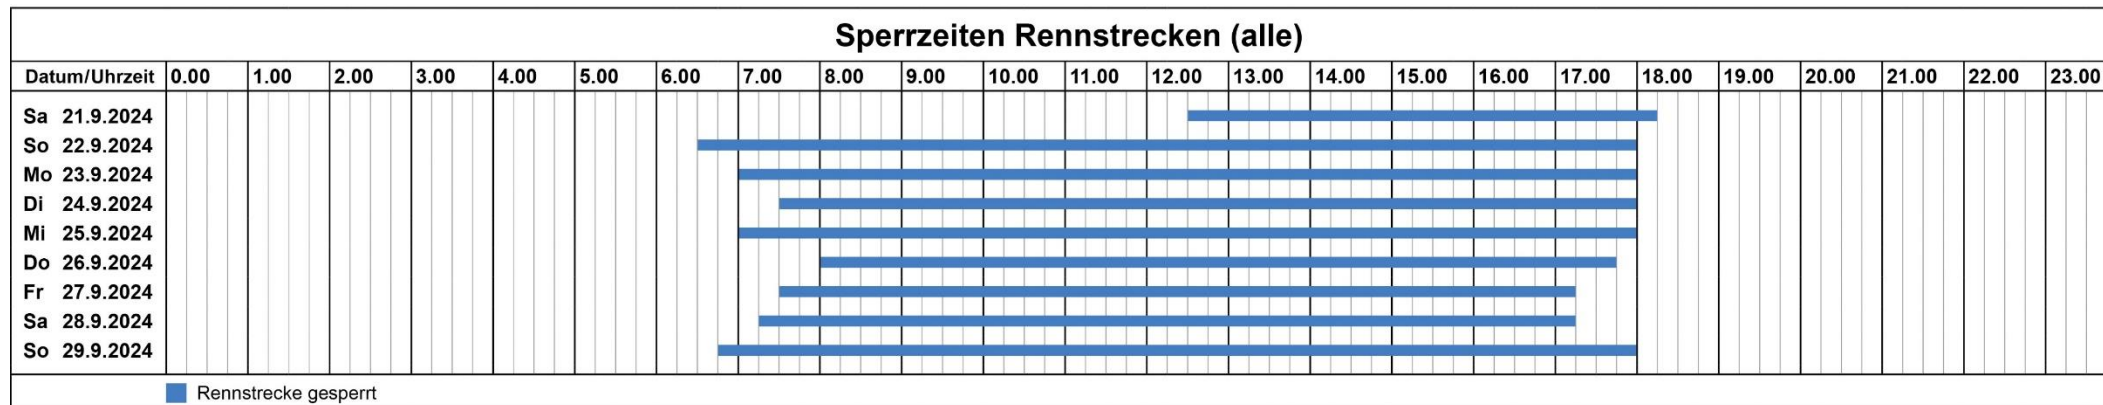 Sperrzeiten Rennstrecken (alle)
Datum/Uhrzeit 0.00 1.00 2.00 3.00 4.00 5.00 6.00 7.00 8.00 9.00 10.00 11.00 12.00 13.00 14.00 15.00 16.00 17.00 18.00 19.00 20.00 21.00 22.00 23.00
Sa 21.9.2024
So 22.9.2024
Mo 23.9.2024
Di 24.9.2024
Mi 25.9.2024
Do 26.9.2024
Fr 27.9.2024
Sa 28.9.2024
So 29.9.2024
Rennstrecke gesperrt